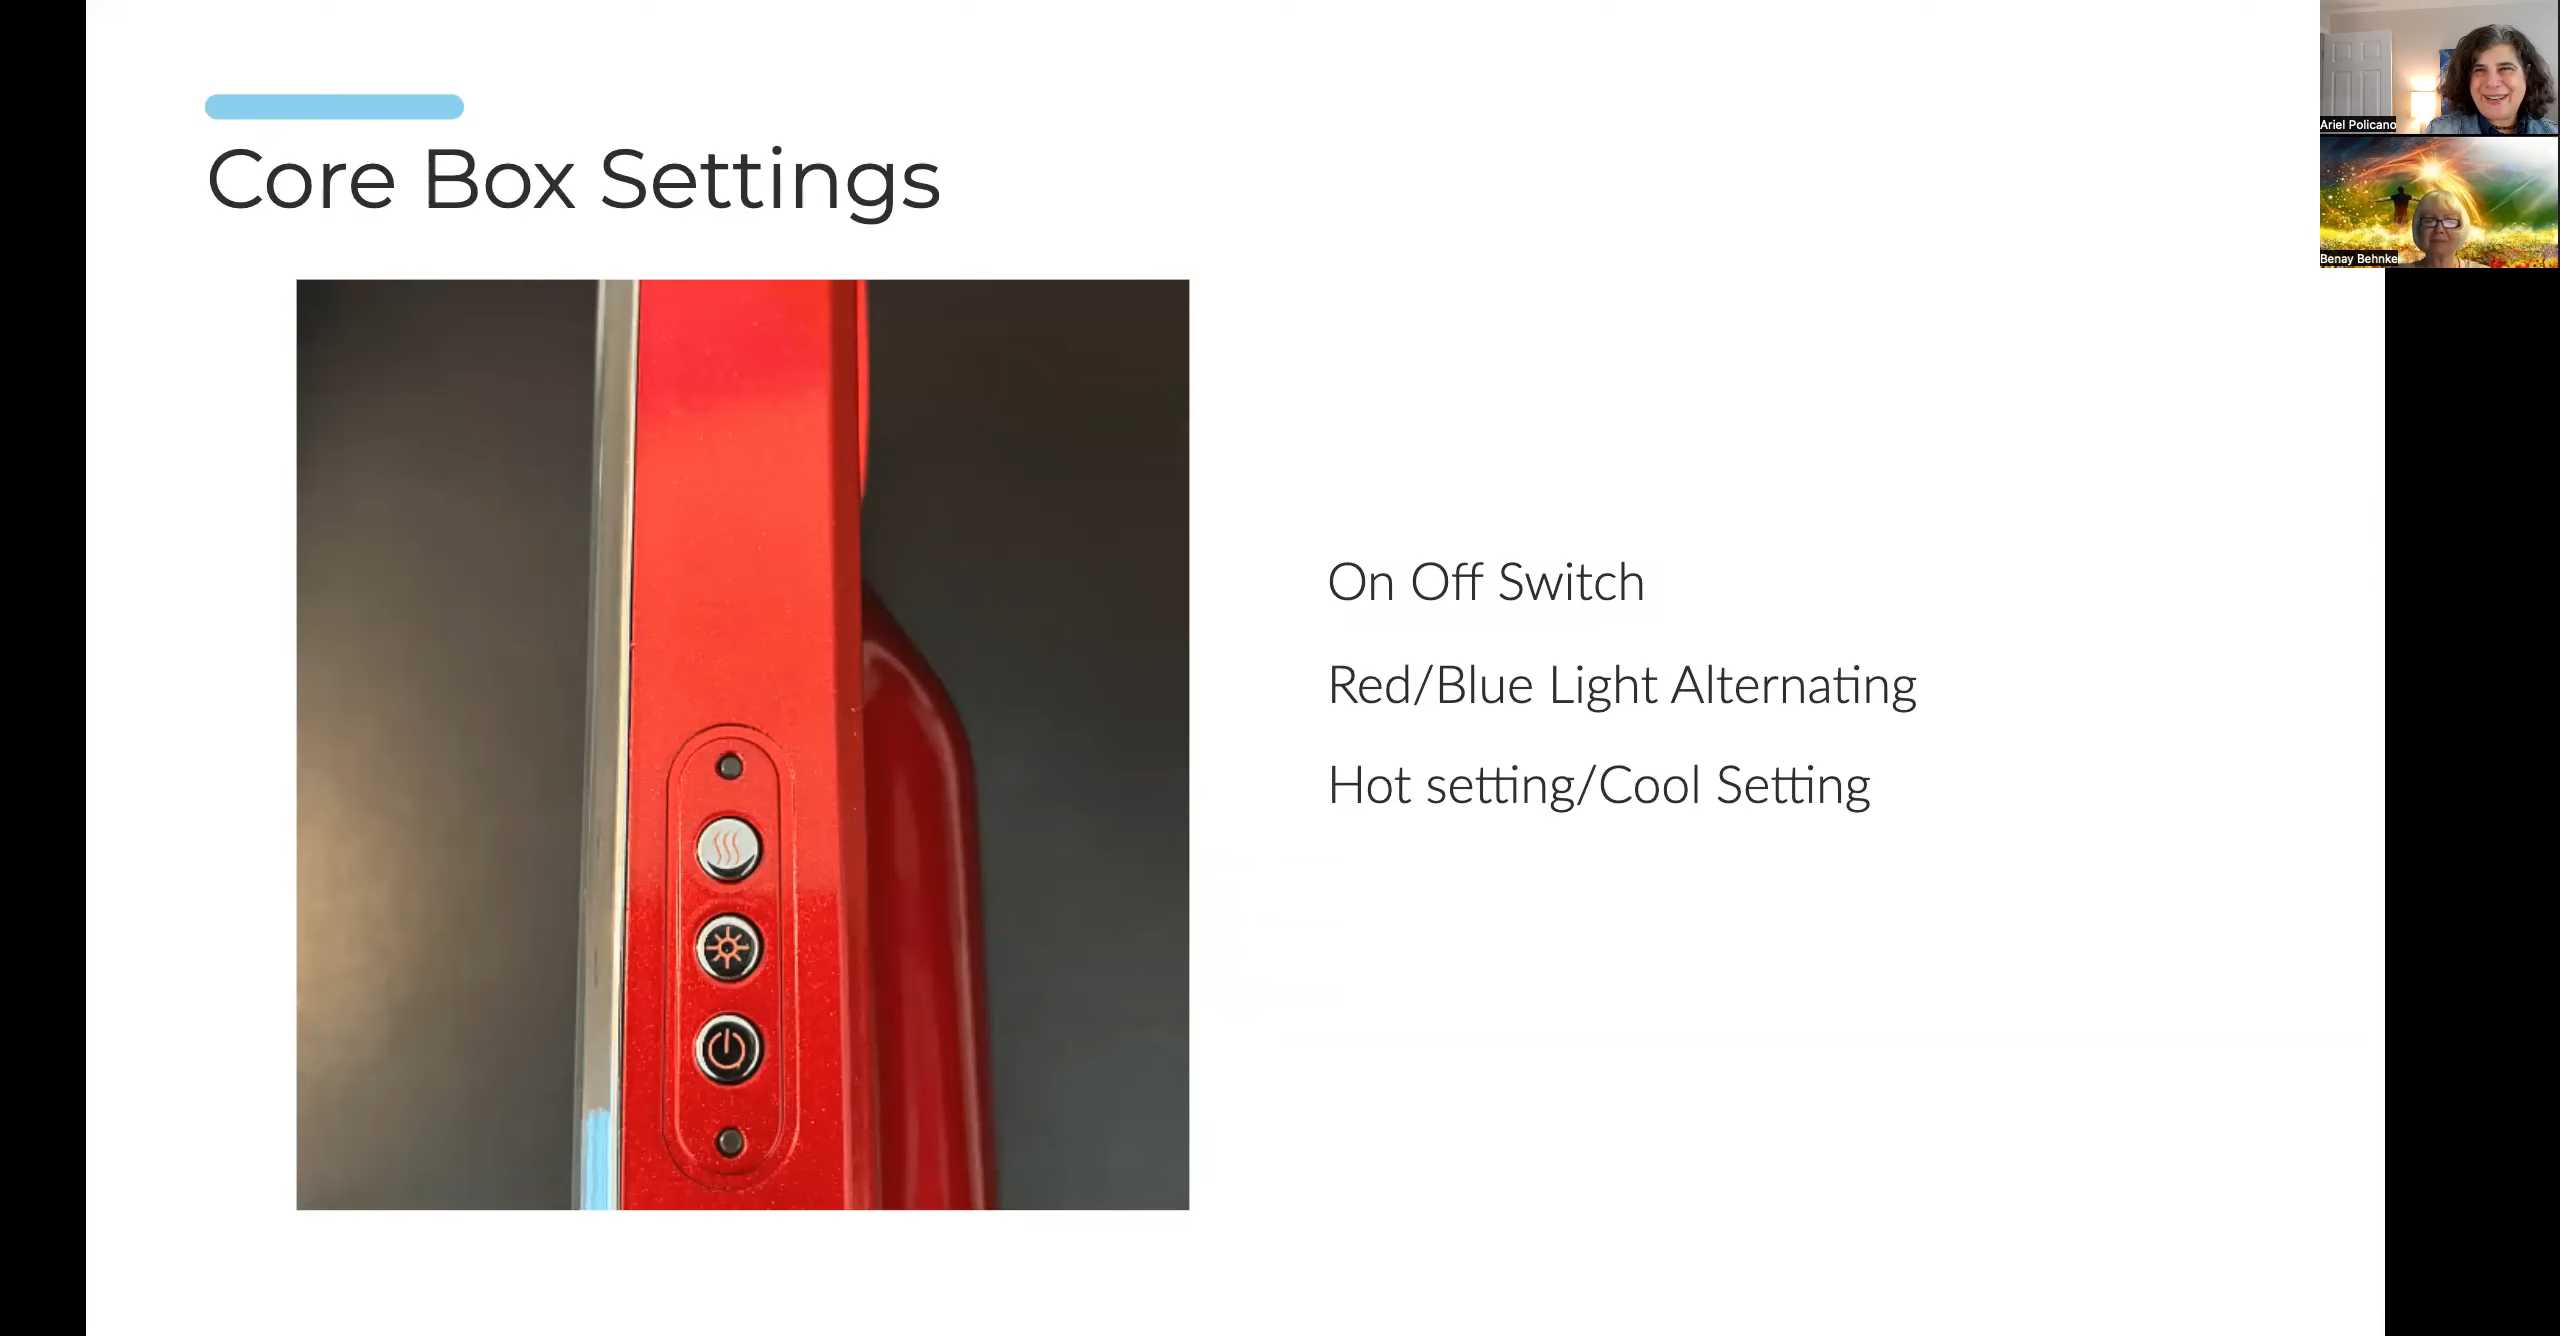 Core Box Settings
On Off Switch
Red/Blue Light Alternating
Hot setting/Cool Setting
Ariel Policano
Benay Behnke